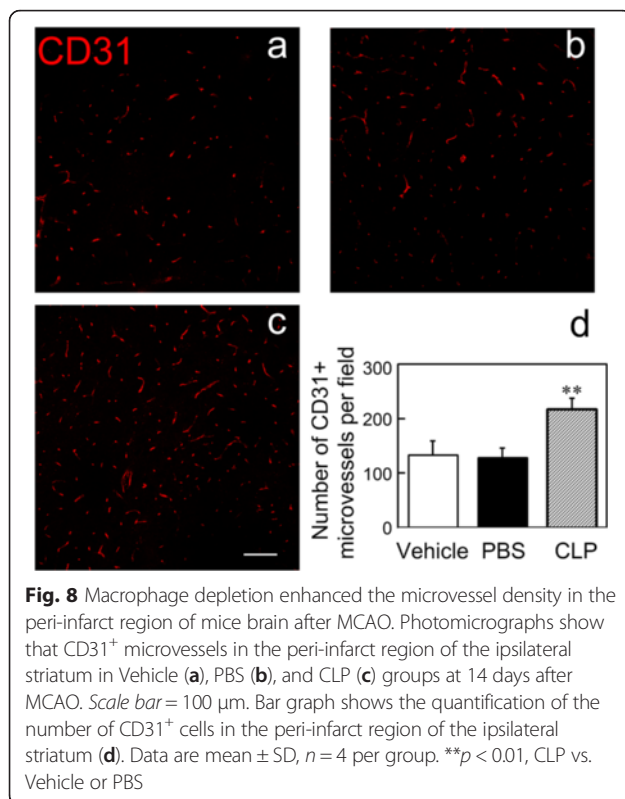 CD31
a
b
c
d
Number of CD31+
microvessels per field
300
200
100
0
**
Vehicle PBS CLP
Fig. 8 Macrophage depletion enhanced the microvessel density in the
peri-infarct region of mice brain after MCAO. Photomicrographs show
that CD31⁺ microvessels in the peri-infarct region of the ipsilateral
striatum in Vehicle (a), PBS (b), and CLP (c) groups at 14 days after
MCAO. Scale bar = 100 μm. Bar graph shows the quantification of the
number of CD31⁺ cells in the peri-infarct region of the ipsilateral
striatum (d). Data are mean ± SD, n = 4 per group. **p < 0.01, CLP vs.
Vehicle or PBS